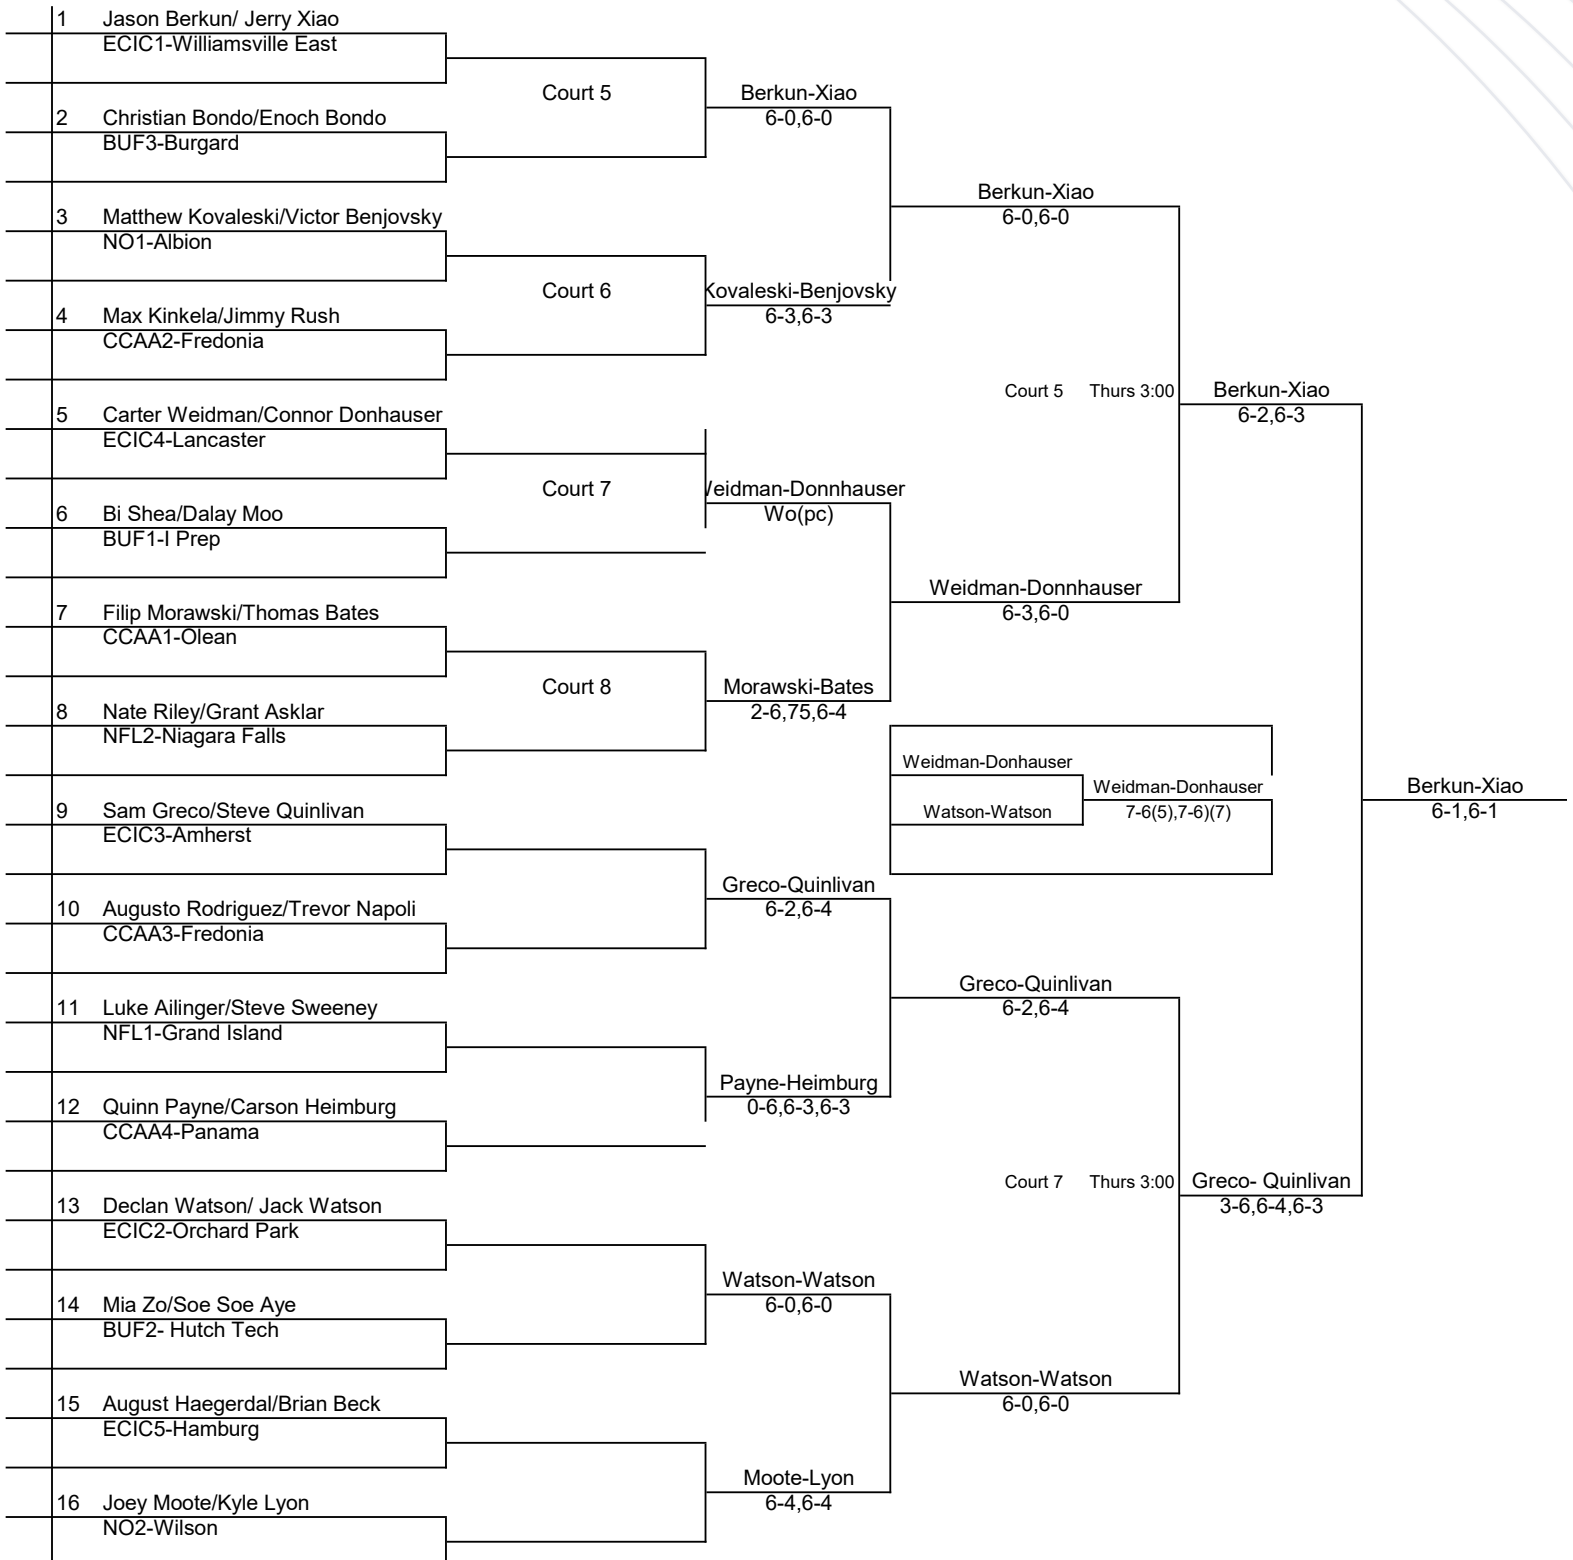 1 Jason Berkun/ Jerry Xiao
ECIC1-Williamsville East
Court 5
Berkun-Xiao
6-0,6-0
2 Christian Bondo/Enoch Bondo
BUF3-Burgard
Berkun-Xiao
6-0,6-0
3 Matthew Kovaleski/Victor Benjovsky
NO1-Albion
Court 6
Kovaleski-Benjovsky
6-3,6-3
4 Max Kinkela/Jimmy Rush
CCAA2-Fredonia
Court 5 Thurs 3:00
Berkun-Xiao
6-2,6-3
5 Carter Weidman/Connor Donhauser
ECIC4-Lancaster
Court 7
Weidman-Donnhauser
Wo(pc)
6 Bi Shea/Dalay Moo
BUF1-I Prep
Weidman-Donnhauser
6-3,6-0
7 Filip Morawski/Thomas Bates
CCAA1-Olean
Court 8
Morawski-Bates
2-6,75,6-4
8 Nate Riley/Grant Asklar
NFL2-Niagara Falls
Weidman-Donhauser
Weidman-Donhauser
7-6(5),7-6)(7)
Watson-Watson
Berkun-Xiao
6-1,6-1
9 Sam Greco/Steve Quinlivan
ECIC3-Amherst
Greco-Quinlivan
6-2,6-4
10 Augusto Rodriguez/Trevor Napoli
CCAA3-Fredonia
Greco-Quinlivan
6-2,6-4
11 Luke Ailinger/Steve Sweeney
NFL1-Grand Island
Payne-Heimburg
0-6,6-3,6-3
12 Quinn Payne/Carson Heimburg
CCAA4-Panama
Court 7 Thurs 3:00
Greco- Quinlivan
3-6,6-4,6-3
13 Declan Watson/ Jack Watson
ECIC2-Orchard Park
Watson-Watson
6-0,6-0
14 Mia Zo/Soe Soe Aye
BUF2- Hutch Tech
Watson-Watson
6-0,6-0
15 August Haegerdal/Brian Beck
ECIC5-Hamburg
Moote-Lyon
6-4,6-4
16 Joey Moote/Kyle Lyon
NO2-Wilson